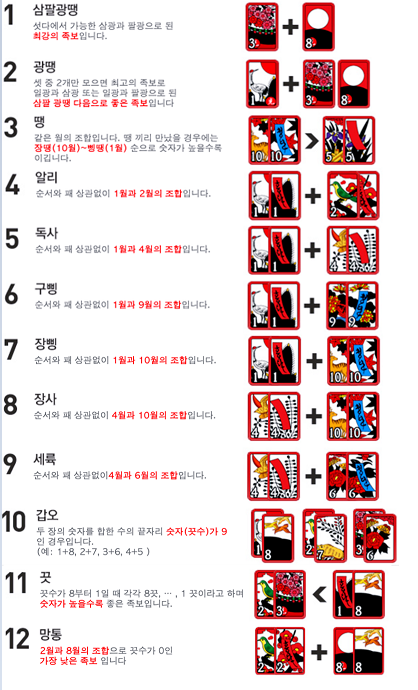 1 삼팔광땡
섯다에서 가능한 삼광과 팔광으로 된
최강의 족보입니다.
3 8
2 광땡
셋 중 2개만 모으면 최고의 족보로
일광과 삼광 또는 일광과 팔광으로 된
삼팔 광땡 다음으로 좋은 족보입니다
1 3 8
3 땡
같은 월의 조합입니다. 땡 끼리 만났을 경우에는
장땡(10월)~삥땡(1월) 순으로 숫자가 높을수록
이깁니다.
10 10 5 5
4 알리
순서와 패 상관없이 1월과 2월의 조합입니다.
1 2
5 독사
순서와 패 상관없이 1월과 4월의 조합입니다.
1 4 4
6 구삥
순서와 패 상관없이 1월과 9월의 조합입니다.
1 9 9
7 장삥
순서와 패 상관없이 1월과 10월의 조합입니다.
1 10 10
8 장사
순서와 패 상관없이 4월과 10월의 조합입니다.
4 4 10 10
9 세륙
순서와 패 상관없이4월과 6월의 조합입니다.
4 4 6 6
10 갑오
두 장의 숫자를 합한 수의 끝자리 숫자(끗수)가 9
인 경우입니다.
(예: 1+8, 2+7, 3+6, 4+5 )
1 8 2 7 3 6
11 끗
끗수가 8부터 1일 때 각각 8끗, … , 1 끗이라고 하며
숫자가 높을수록 좋은 족보입니다.
2 3 1 8
12 망통
2월과 8월의 조합으로 끗수가 0인
가장 낮은 족보 입니다
2 2 8 8